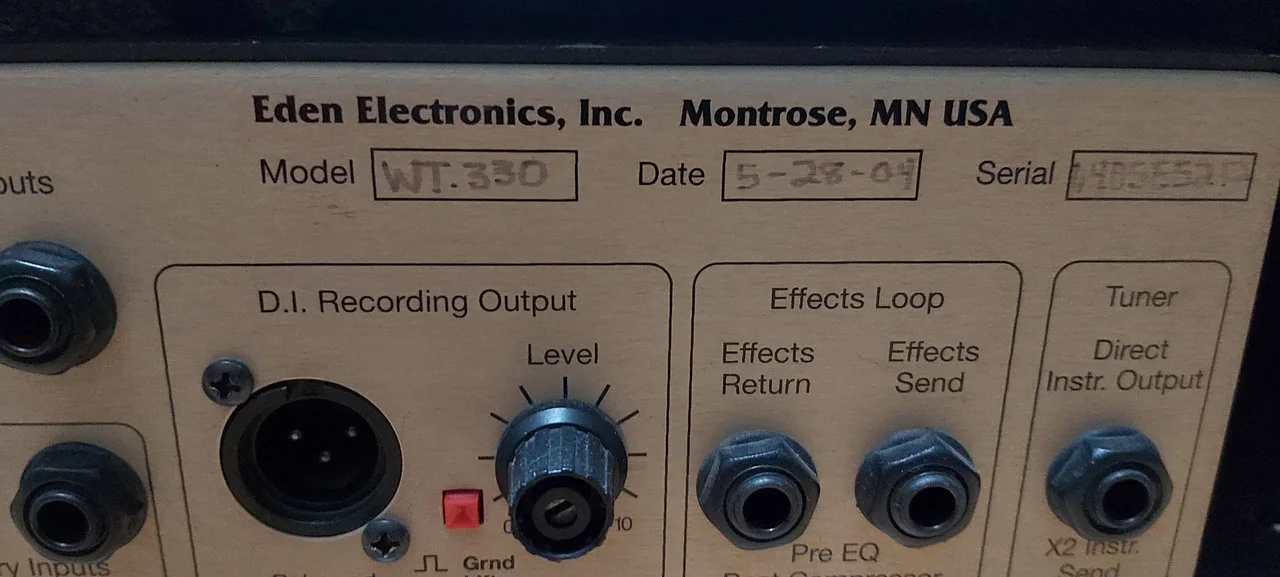 Eden Electronics, Inc. Montrose, MN USA
Model WT.330 Date 5-28-04 Serial
D.I. Recording Output
Level
0 10
Grnd
Effects Loop
Effects Return
Effects Send
Pre EQ
Tuner
Direct
Instr. Output
X2 Instr.
Send
Inputs